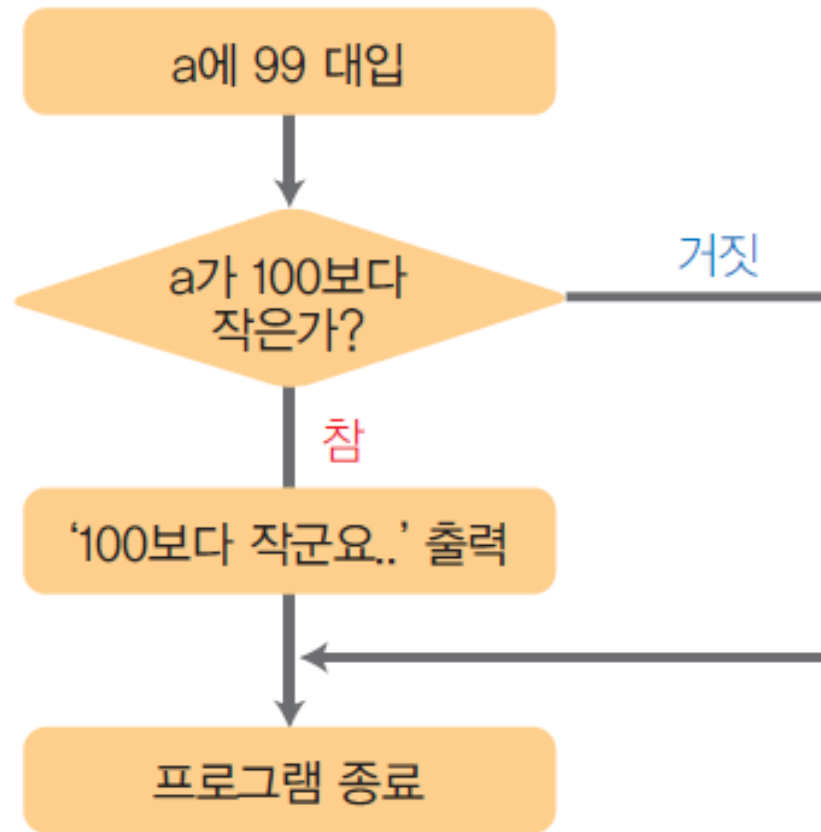 a에 99 대입
a가 100보다
작은가?
거짓
참
‘100보다 작군요..’ 출력
프로그램 종료